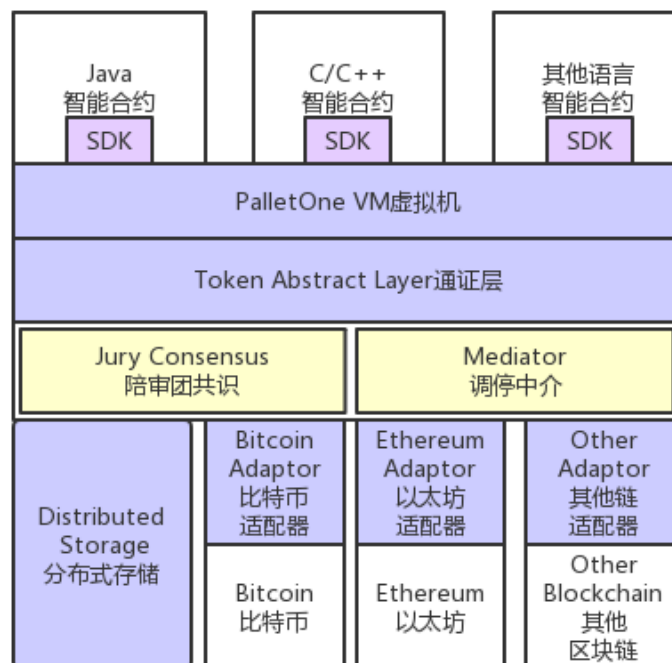 Java
智能合约
SDK
C/C++
智能合约
SDK
其他语言
智能合约
SDK
PalletOne VM虚拟机
Token Abstract Layer通证层
Jury Consensus
陪审团共识
Mediator
调停中介
Distributed
Storage
分布式存储
Bitcoin
Adaptor
比特币
适配器
Ethereum
Adaptor
以太坊
适配器
Other
Adaptor
其他链
适配器
Bitcoin
比特币
Ethereum
以太坊
Other
Blockchain
其他
区块链